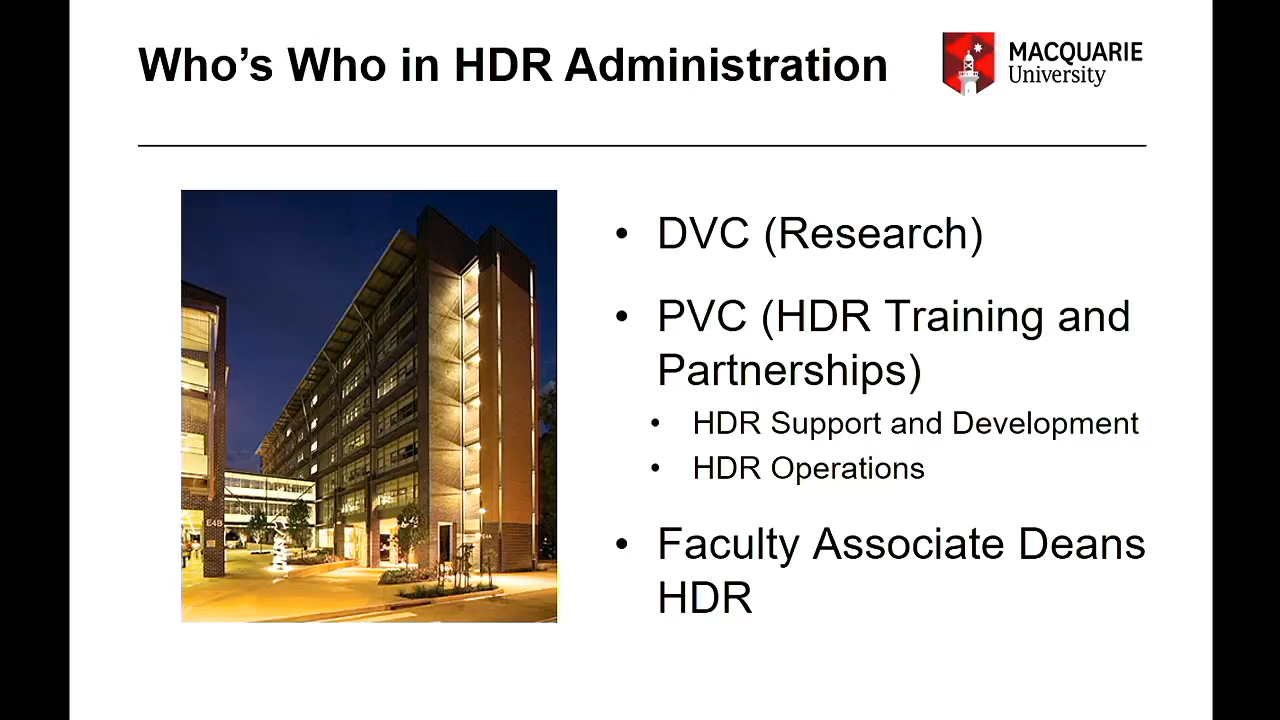 Who’s Who in HDR Administration
MACQUARIE
University
• DVC (Research)
• PVC (HDR Training and
Partnerships)
• HDR Support and Development
• HDR Operations
• Faculty Associate Deans
HDR
E4B